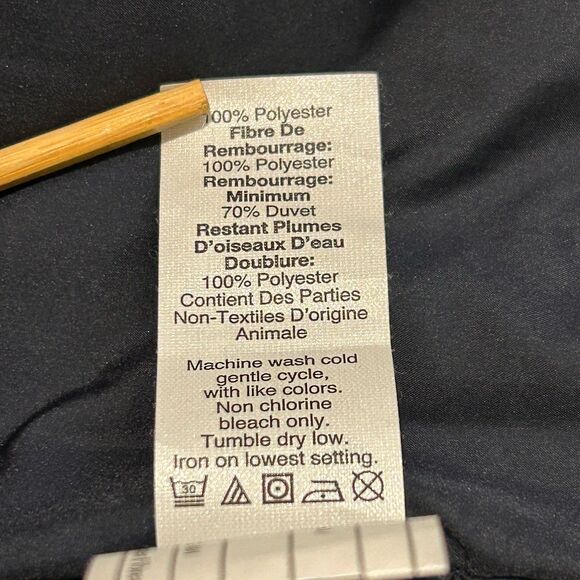 100% Polyester
Fibre De
Rembourrage:
100% Polyester
Rembourrage:
Minimum
70% Duvet
Restant Plumes
D'oiseaux D'eau
Doublure:
100% Polyester
Contient Des Parties
Non-Textiles D'origine
Animale
Machine wash cold
gentle cycle,
with like colors.
Non chlorine
bleach only.
Tumble dry low.
Iron on lowest setting.
30